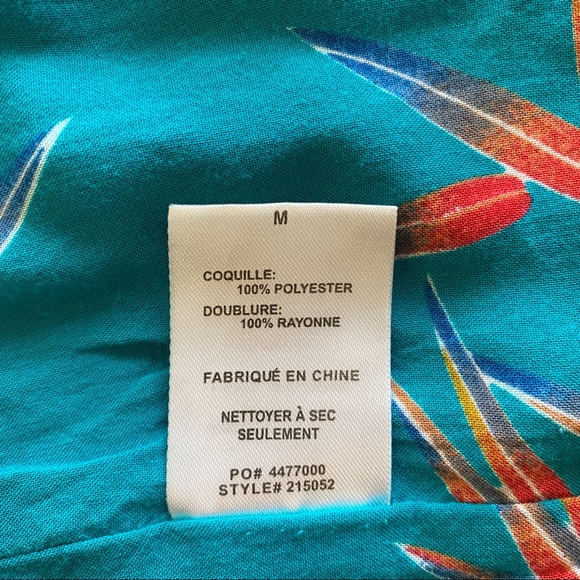 M
COQUILLE:
100% POLYESTER
DOUBLURE:
100% RAYONNE
FABRIQUÉ EN CHINE
NETTOYER À SEC
SEULEMENT
PO# 4477000
STYLE# 215052